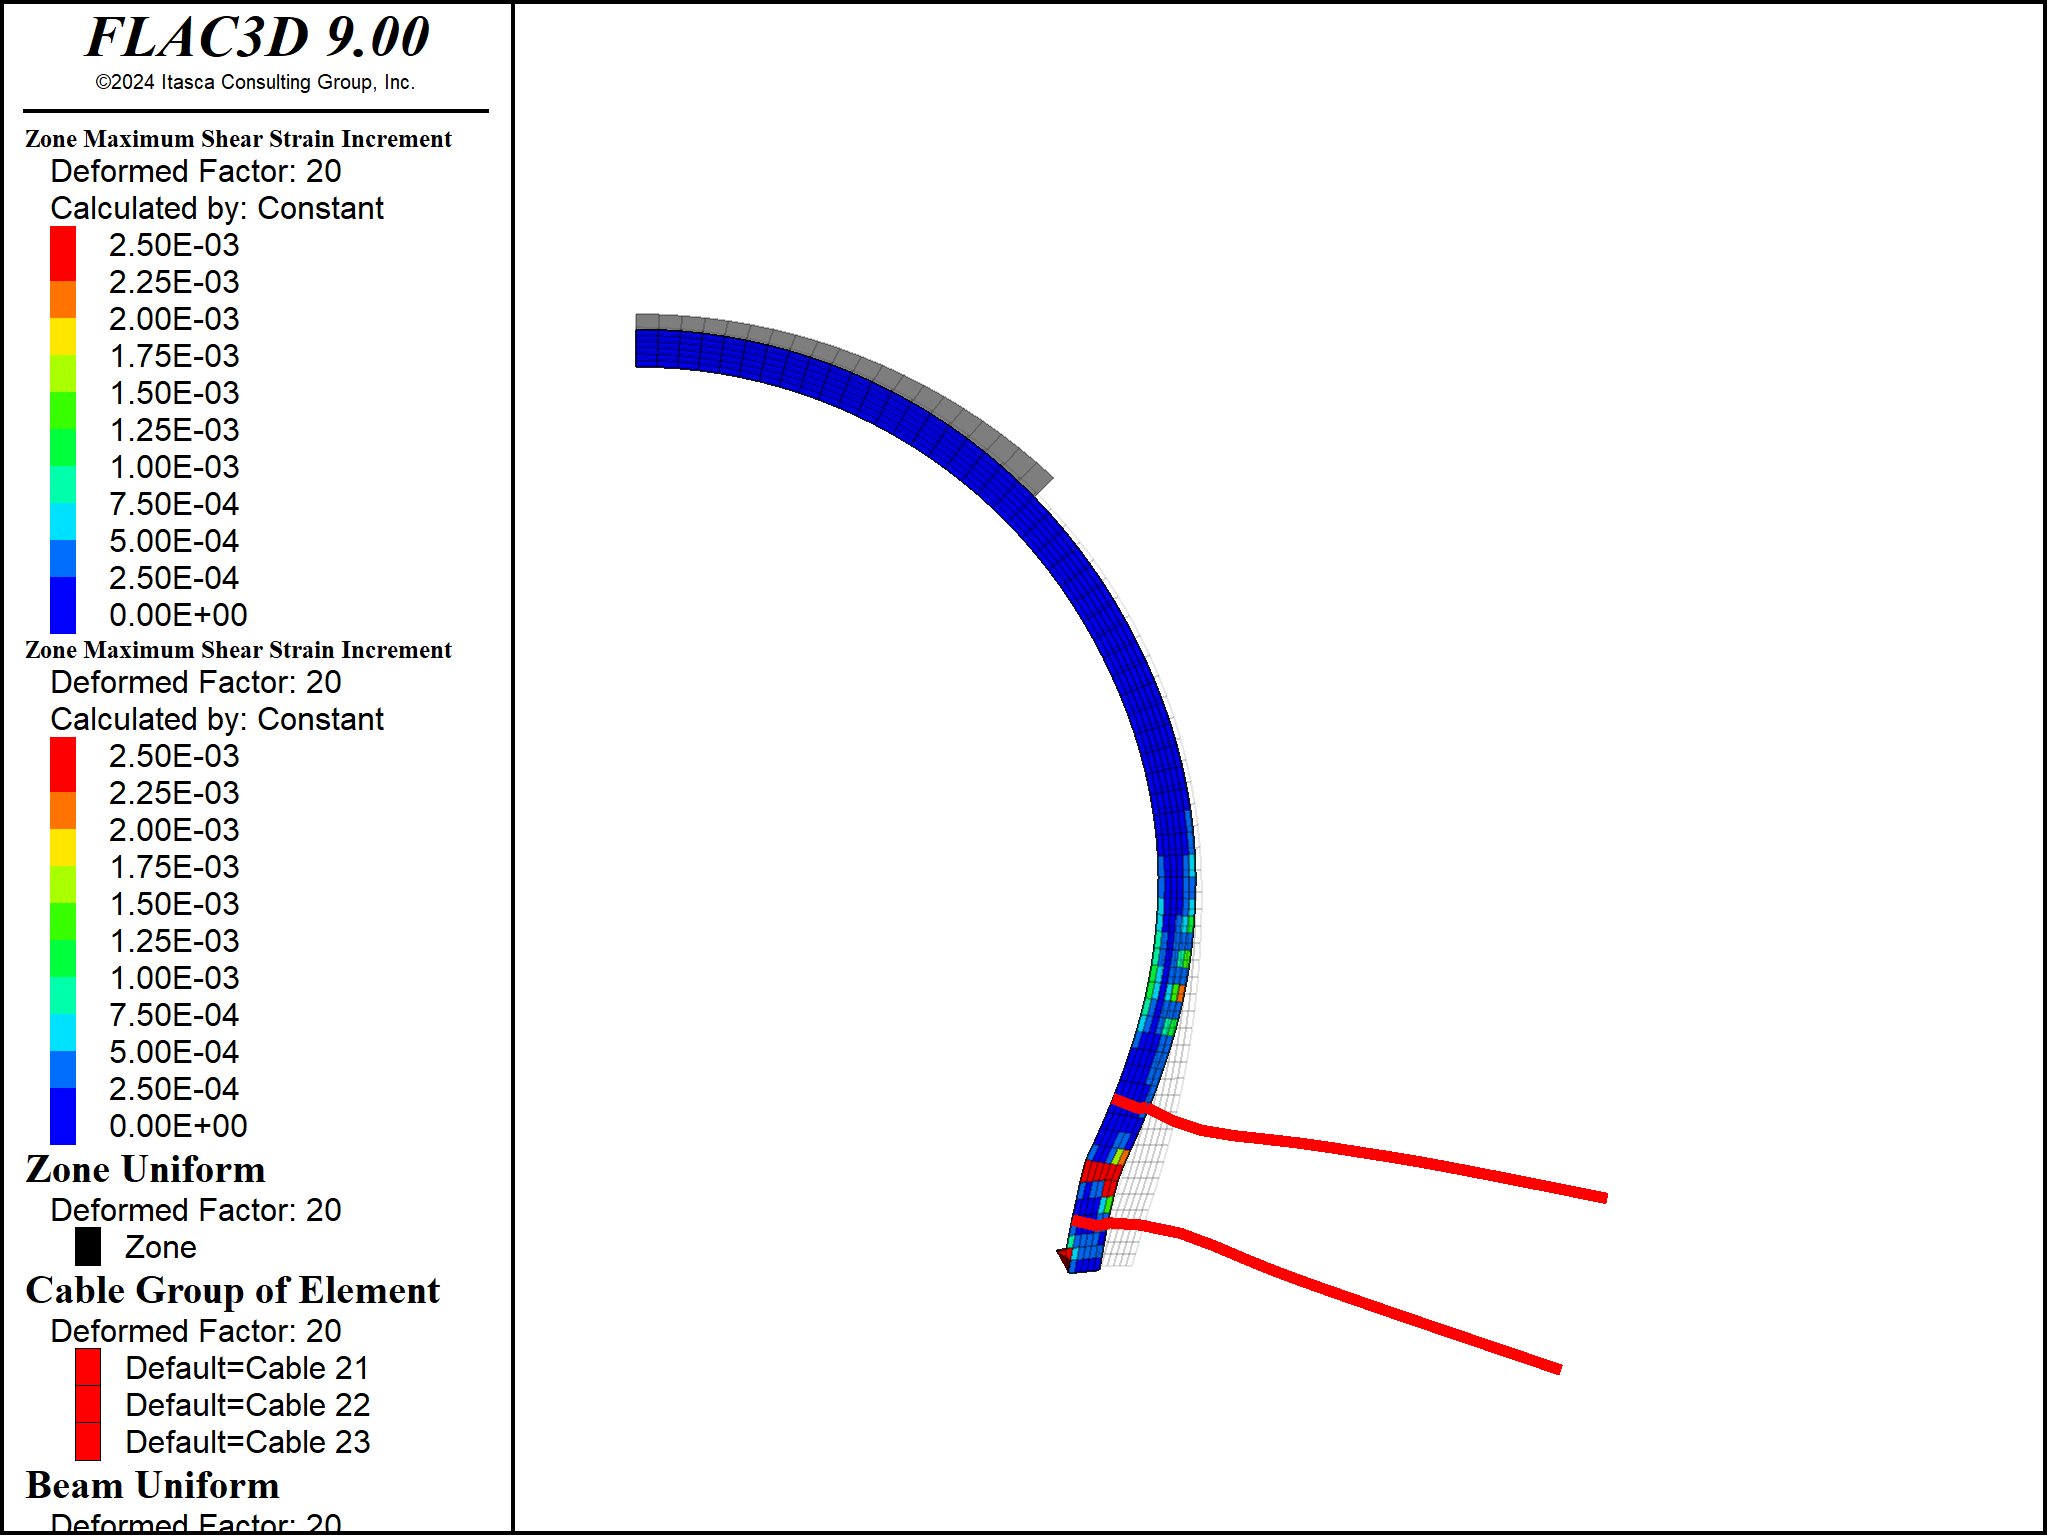 FLAC3D 9.00
©2024 Itasca Consulting Group, Inc.
Zone Maximum Shear Strain Increment
Deformed Factor: 20
Calculated by: Constant
2.50E-03
2.25E-03
2.00E-03
1.75E-03
1.50E-03
1.25E-03
1.00E-03
7.50E-04
5.00E-04
2.50E-04
0.00E+00
Zone Maximum Shear Strain Increment
Deformed Factor: 20
Calculated by: Constant
2.50E-03
2.25E-03
2.00E-03
1.75E-03
1.50E-03
1.25E-03
1.00E-03
7.50E-04
5.00E-04
2.50E-04
0.00E+00
Zone Uniform
Deformed Factor: 20
Zone
Cable Group of Element
Deformed Factor: 20
Default=Cable 21
Default=Cable 22
Default=Cable 23
Beam Uniform
Deformed Factor: 20